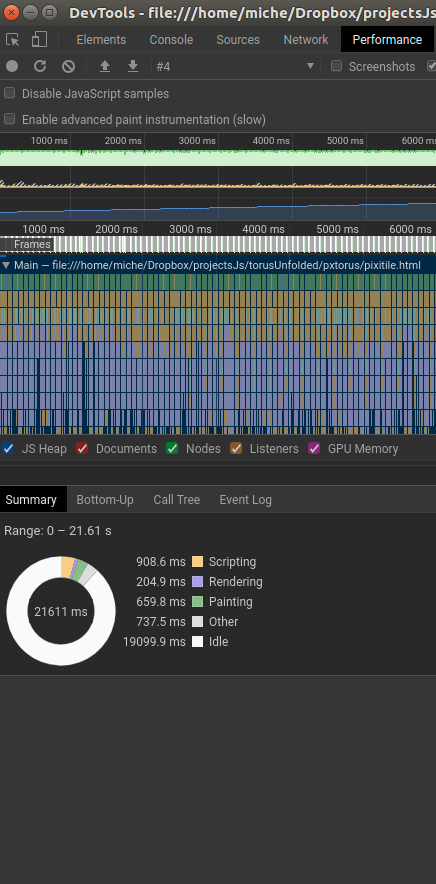 DevTools - file:///home/miche/Dropbox/projectsJs
Elements Console Sources Network Performance
#4 Screenshots
Disable JavaScript samples
Enable advanced paint instrumentation (slow)
1000 ms 2000 ms 3000 ms 4000 ms 5000 ms 6000 ms
1000 ms 2000 ms 3000 ms 4000 ms 5000 ms 6000 ms
Frames
Main — file:///home/miche/Dropbox/projectsJs/torusUnfolded/pxtorus/pixitile.html
JS Heap Documents Nodes Listeners GPU Memory
Summary Bottom-Up Call Tree Event Log
Range: 0 – 21.61 s
908.6 ms Scripting
204.9 ms Rendering
659.8 ms Painting
21611 ms
737.5 ms Other
19099.9 ms Idle